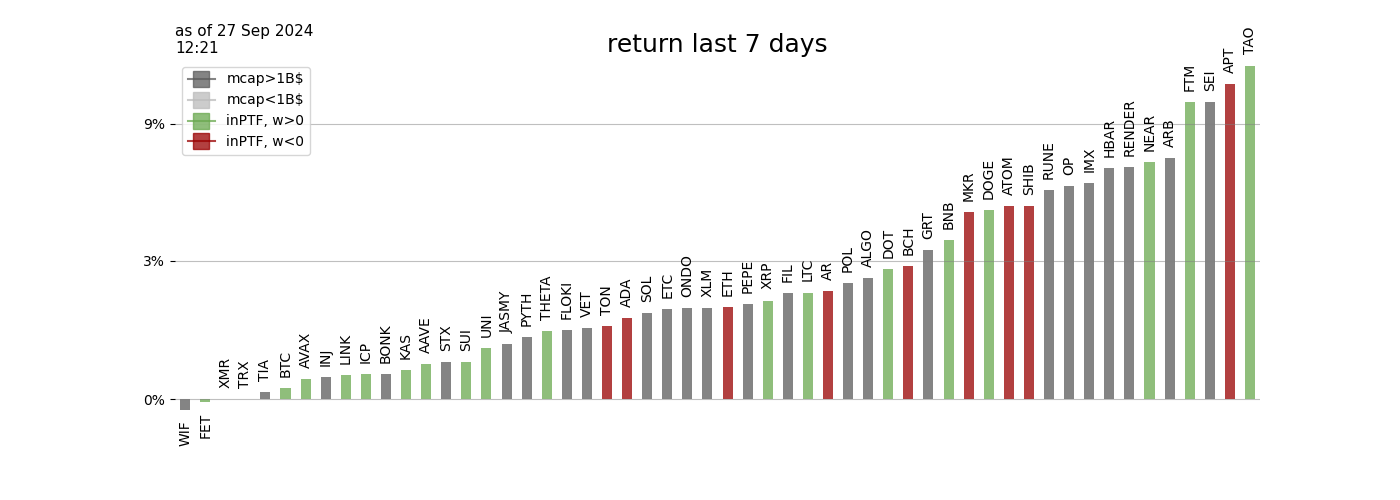 as of 27 Sep 2024
12:21
return last 7 days
mcap>1B$
mcap<1B$
inPTF, w>0
inPTF, w<0
9%
3%
0%
WIF
FET
XMR
TRX
TIA
BTC
AVAX
INJ
LINK
ICP
BONK
KAS
AAVE
STX
SUI
UNI
JASMY
PYTH
THETA
FLOKI
VET
TON
ADA
SOL
ETC
ONDO
XLM
ETH
PEPE
XRP
FIL
LTC
AR
POL
ALGO
DOT
BCH
GRT
BNB
MKR
DOGE
ATOM
SHIB
RUNE
OP
IMX
HBAR
RENDER
NEAR
ARB
FTM
SEI
APT
TAO